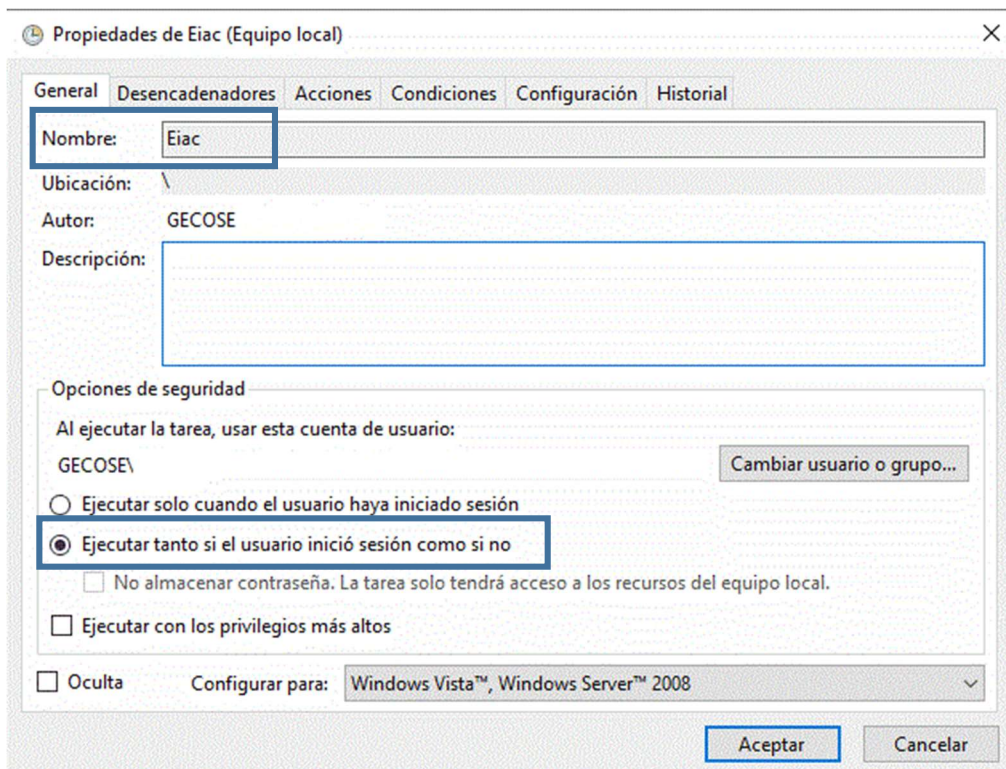 Propiedades de Eiac (Equipo local)
General Desencadenadores Acciones Condiciones Configuración Historial
Nombre: Eiac
Ubicación: \
Autor: GECOSE
Descripción:
Opciones de seguridad
Al ejecutar la tarea, usar esta cuenta de usuario:
GECOSE\ Cambiar usuario o grupo...
Ejecutar solo cuando el usuario haya iniciado sesión
Ejecutar tanto si el usuario inició sesión como si no
No almacenar contraseña. La tarea solo tendrá acceso a los recursos del equipo local.
Ejecutar con los privilegios más altos
Oculta Configurar para: Windows Vista™, Windows Server™ 2008
Aceptar Cancelar